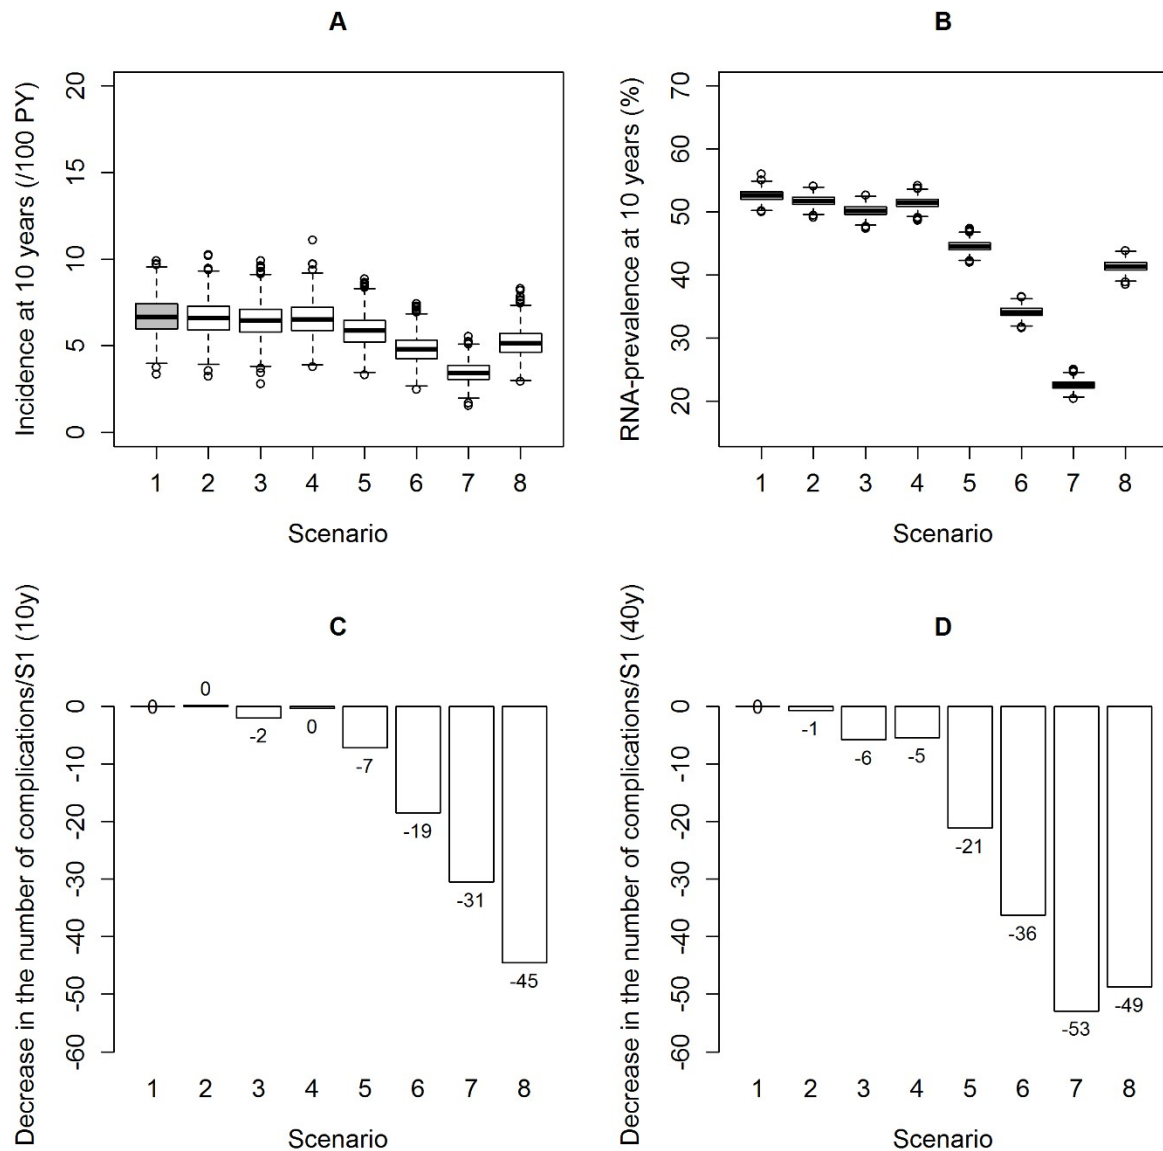 A
Incidence at 10 years (/100 PY)
20
15
10
5
0
1 2 3 4 5 6 7 8
Scenario
B
RNA-prevalence at 10 years (%)
70
60
50
40
30
20
1 2 3 4 5 6 7 8
Scenario
C
Decrease in the number of complications/S1 (10y)
0
-10
-20
-30
-40
-50
-60
0 0 -2 0 -7 -19 -31 -45
1 2 3 4 5 6 7 8
Scenario
D
Decrease in the number of complications/S1 (40y)
0
-10
-20
-30
-40
-50
-60
0 -1 -6 -5 -21 -36 -53 -49
1 2 3 4 5 6 7 8
Scenario